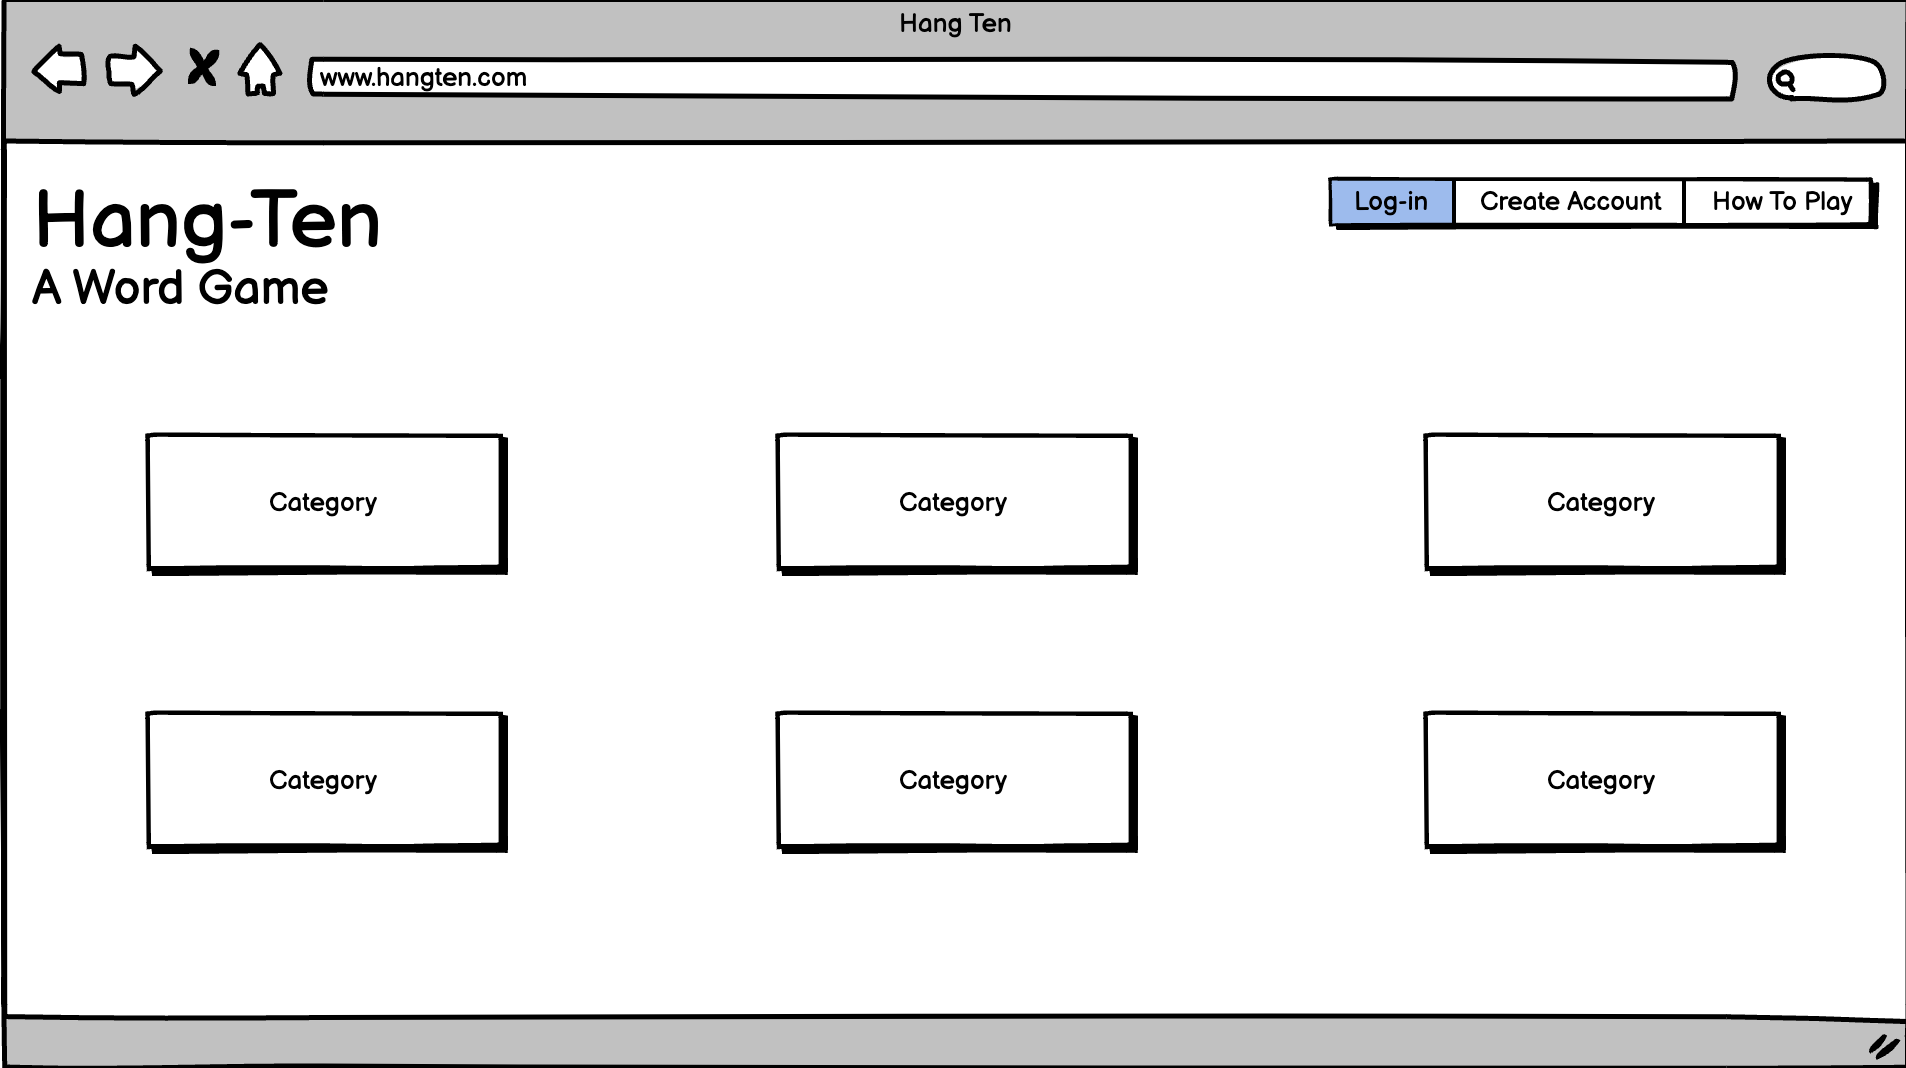 Hang Ten
www.hangten.com
Hang-Ten
A Word Game
Log-in
Create Account
How To Play
Category
Category
Category
Category
Category
Category